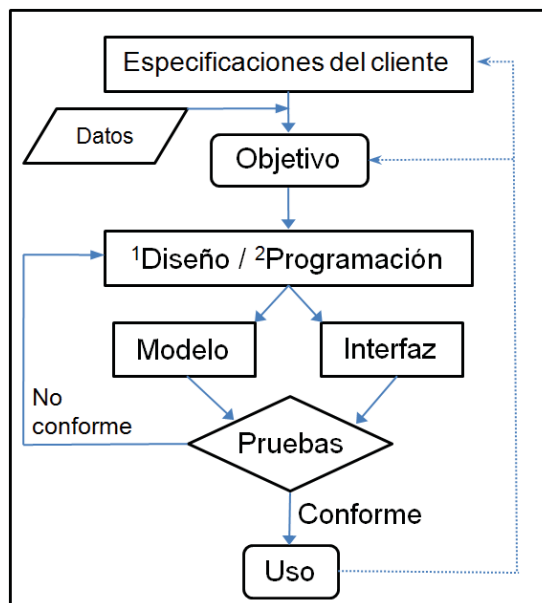 Especificaciones del cliente
Datos
Objetivo
¹Diseño / ²Programación
Modelo
Interfaz
No
conforme
Pruebas
Conforme
Uso